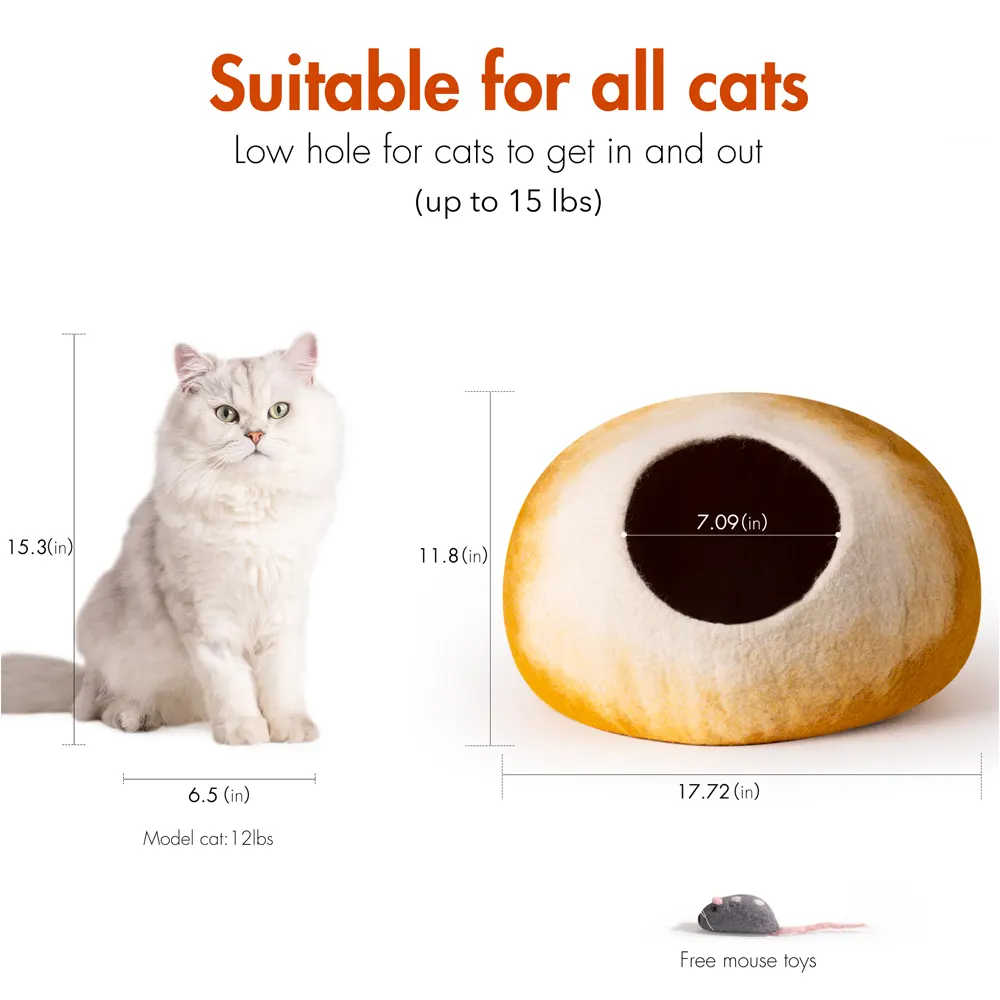 Suitable for all cats
Low hole for cats to get in and out
(up to 15 lbs)
15.3(in)
11.8(in)
7.09(in)
6.5 (in)
17.72(in)
Model cat:12lbs
Free mouse toys